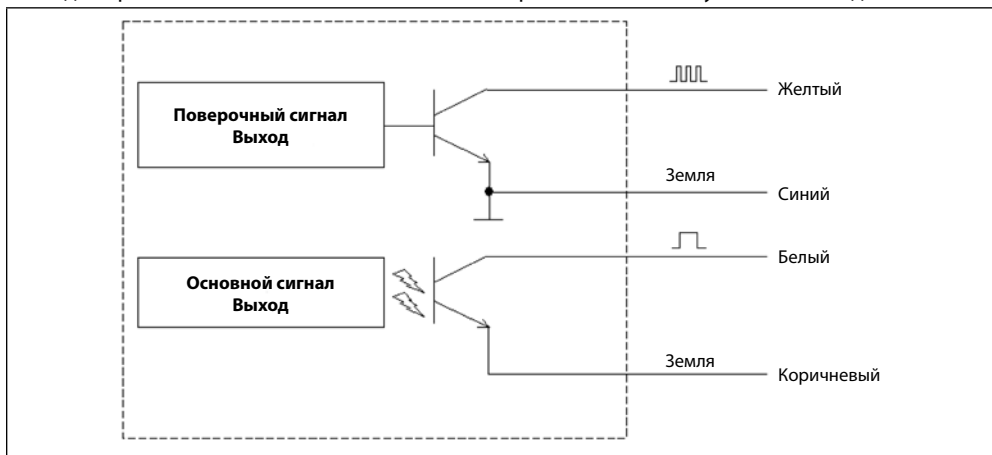 Поверочный сигнал
Выход
Желтый
Земля
Синий
Основной сигнал
Выход
Белый
Земля
Коричневый